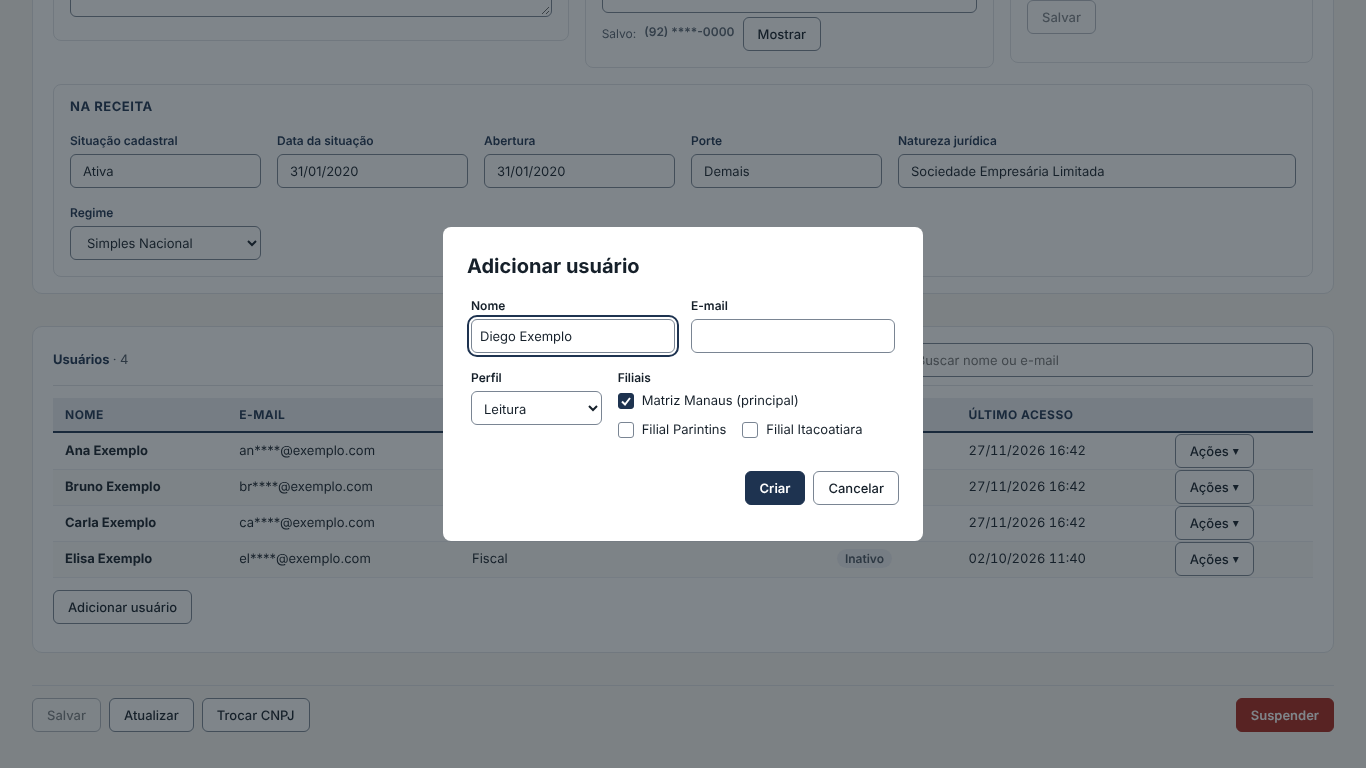 Salvo: (92) ****-0000 Mostrar
Salvar
NA RECEITA
Situação cadastral Data da situação Abertura Porte Natureza jurídica
Ativa 31/01/2020 31/01/2020 Demais Sociedade Empresária Limitada
Regime
Simples Nacional
Adicionar usuário
Nome E-mail
Diego Exemplo
Perfil Filiais
Leitura
Matriz Manaus (principal)
Filial Parintins Filial Itacoatiara
Criar Cancelar
Usuários · 4 nome ou e-mail
NOME E-MAIL ÚLTIMO ACESSO
Ana Exemplo an****@exemplo.com 27/11/2026 16:42 Ações ▾
Bruno Exemplo br****@exemplo.com 27/11/2026 16:42 Ações ▾
Carla Exemplo ca****@exemplo.com 27/11/2026 16:42 Ações ▾
Elisa Exemplo el****@exemplo.com Fiscal Inativo 02/10/2026 11:40 Ações ▾
Adicionar usuário
Salvar Atualizar Trocar CNPJ Suspender